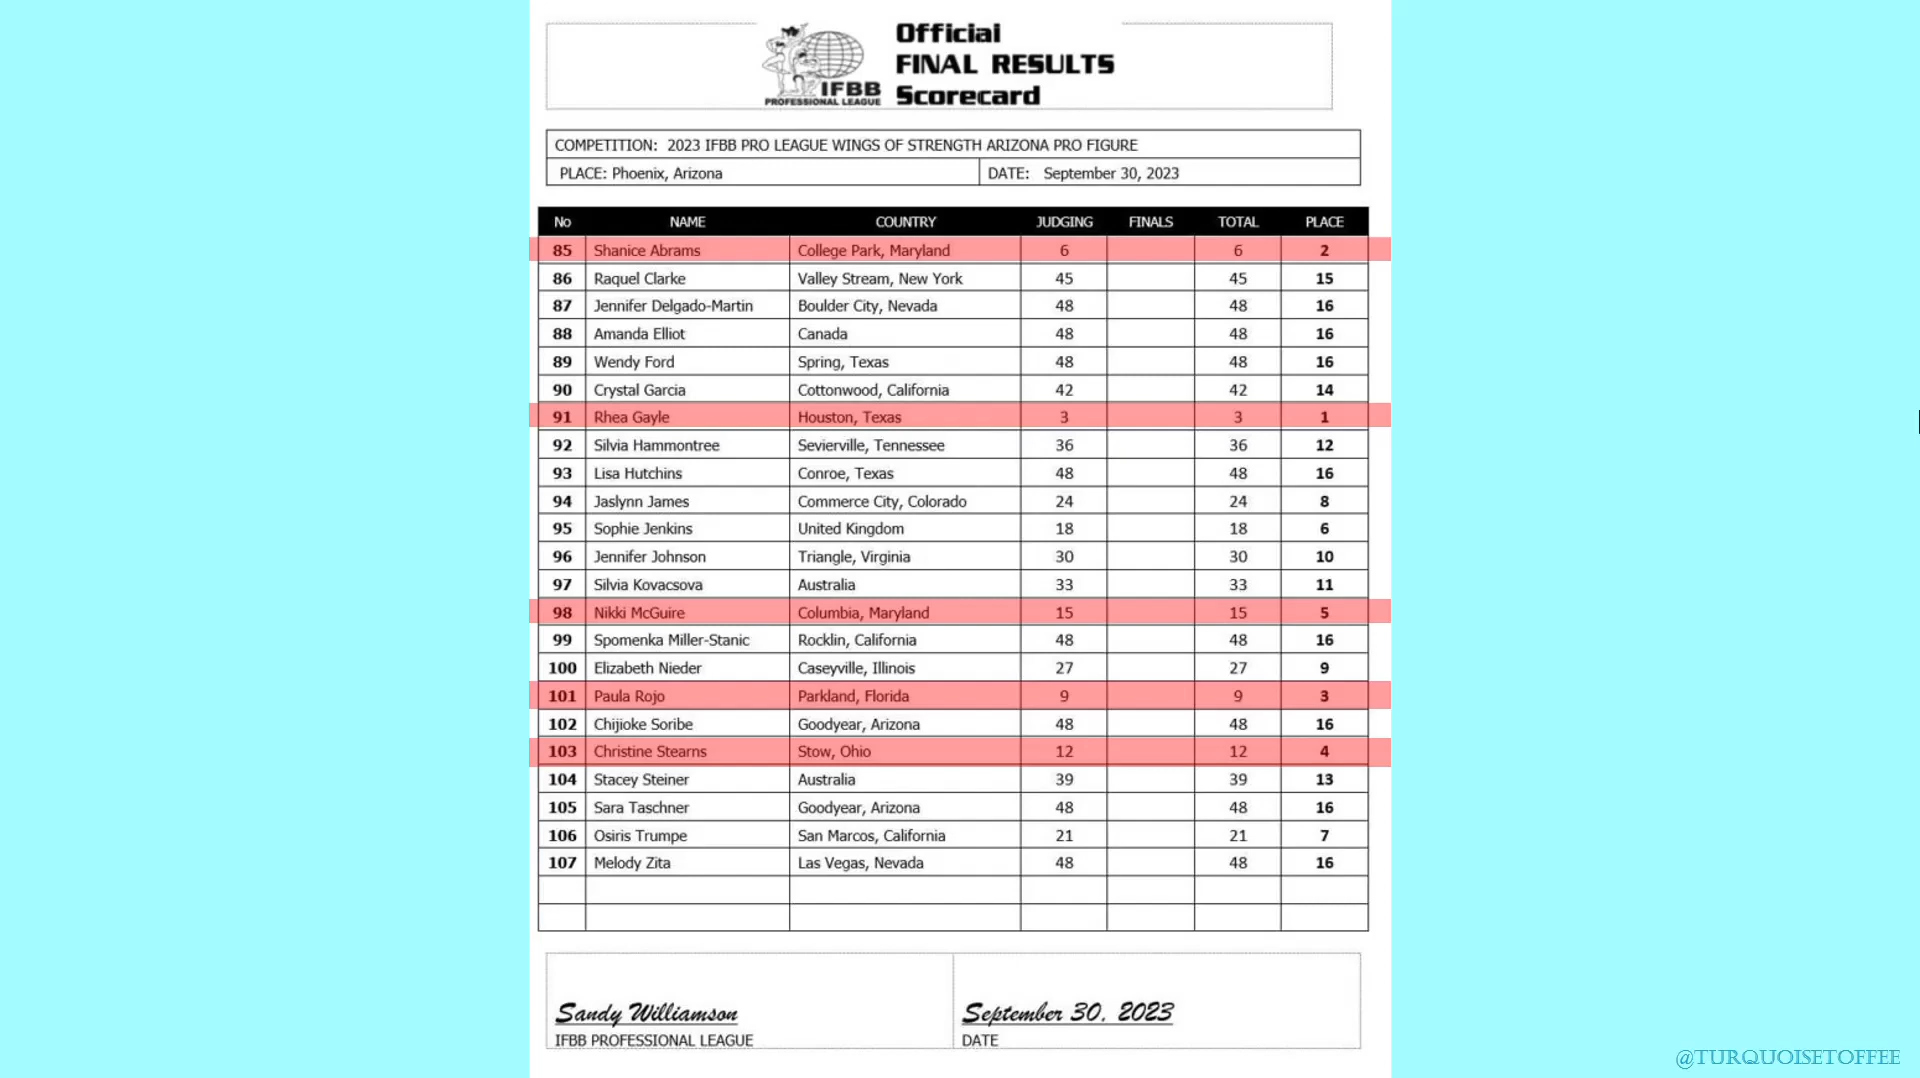 Official
FINAL RESULTS
Scorecard
IFBB
PROFESSIONAL LEAGUE
COMPETITION: 2023 IFBB PRO LEAGUE WINGS OF STRENGTH ARIZONA PRO FIGURE
PLACE: Phoenix, Arizona DATE: September 30, 2023
No NAME COUNTRY JUDGING FINALS TOTAL PLACE
85 Shanice Abrams College Park, Maryland 6 6 2
86 Raquel Clarke Valley Stream, New York 45 45 15
87 Jennifer Delgado-Martin Boulder City, Nevada 48 48 16
88 Amanda Elliot Canada 48 48 16
89 Wendy Ford Spring, Texas 48 48 16
90 Crystal Garcia Cottonwood, California 42 42 14
91 Rhea Gayle Houston, Texas 3 3 1
92 Silvia Hammontree Sevierville, Tennessee 36 36 12
93 Lisa Hutchins Conroe, Texas 48 48 16
94 Jaslynn James Commerce City, Colorado 24 24 8
95 Sophie Jenkins United Kingdom 18 18 6
96 Jennifer Johnson Triangle, Virginia 30 30 10
97 Silvia Kovacsova Australia 33 33 11
98 Nikki McGuire Columbia, Maryland 15 15 5
99 Spomenka Miller-Stanic Rocklin, California 48 48 16
100 Elizabeth Nieder Caseyville, Illinois 27 27 9
101 Paula Rojo Parkland, Florida 9 9 3
102 Chijioke Soribe Goodyear, Arizona 48 48 16
103 Christine Stearns Stow, Ohio 12 12 4
104 Stacey Steiner Australia 39 39 13
105 Sara Taschner Goodyear, Arizona 48 48 16
106 Osiris Trumpe San Marcos, California 21 21 7
107 Melody Zita Las Vegas, Nevada 48 48 16
Sandy Williamson September 30, 2023
IFBB PROFESSIONAL LEAGUE DATE
@TURQUOISETOFFEE